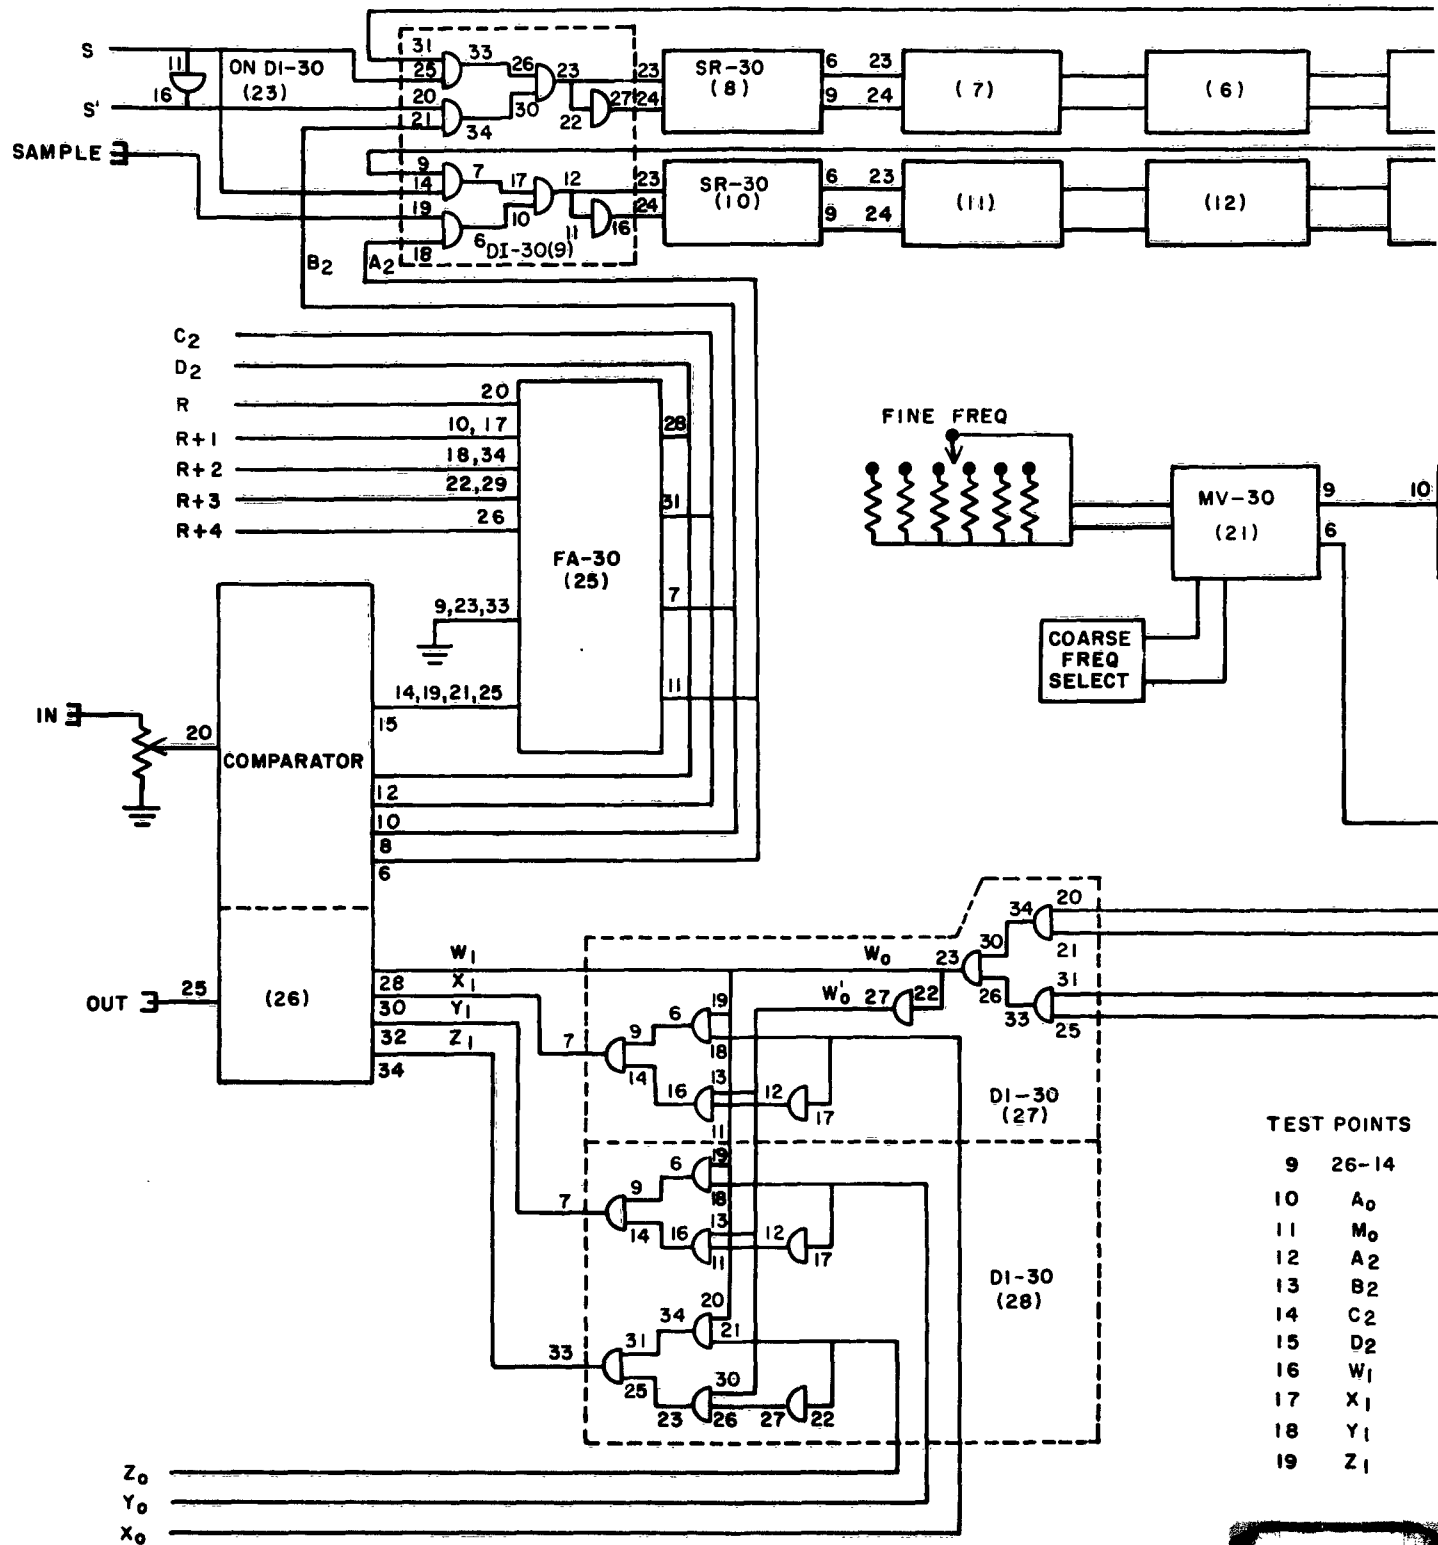 S
11
ON DI-30
(23)
16
S'
SAMPLE
31
25
33
26
23
20
21
34
30
22
27
23
24
SR-30
(8)
6
9
23
24
(7)
(6)
9
14
7
17
12
19
18
6
10
11
16
DI-30(9)
23
24
SR-30
(10)
6
9
23
24
(11)
(12)
B2
A2
C2
D2
R
R+1
R+2
R+3
R+4
20
10, 17
18,34
22,29
26
9,23,33
14,19,21,25
FA-30
(25)
28
31
7
11
FINE FREQ
MV-30
(21)
9
6
10
COARSE
FREQ
SELECT
IN
20
COMPARATOR
15
12
10
8
6
OUT
25
(26)
28
30
32
34
W1
X1
Y1
Z1
W0
W'0
20
21
34
30
23
26
31
25
33
22
27
19
18
6
9
14
7
13
11
16
12
17
DI-30
(27)
19
18
6
9
14
7
13
11
16
12
17
DI-30
(28)
20
21
34
31
25
33
30
26
23
27
22
Z0
Y0
X0
TEST POINTS
9 26-14
10 A0
11 M0
12 A2
13 B2
14 C2
15 D2
16 W1
17 X1
18 Y1
19 Z1